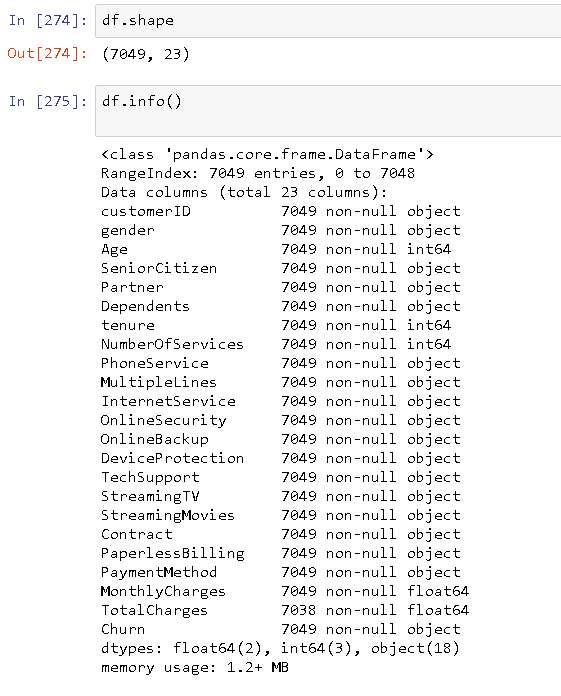 In [274]: df.shape
Out[274]: (7049, 23)
In [275]: df.info()
<class 'pandas.core.frame.DataFrame'>
RangeIndex: 7049 entries, 0 to 7048
Data columns (total 23 columns):
customerID          7049 non-null object
gender              7049 non-null object
Age                 7049 non-null int64
SeniorCitizen       7049 non-null object
Partner             7049 non-null object
Dependents          7049 non-null object
tenure              7049 non-null int64
NumberOfServices    7049 non-null int64
PhoneService        7049 non-null object
MultipleLines       7049 non-null object
InternetService     7049 non-null object
OnlineSecurity      7049 non-null object
OnlineBackup        7049 non-null object
DeviceProtection    7049 non-null object
TechSupport         7049 non-null object
StreamingTV         7049 non-null object
StreamingMovies     7049 non-null object
Contract            7049 non-null object
PaperlessBilling    7049 non-null object
PaymentMethod       7049 non-null object
MonthlyCharges      7049 non-null float64
TotalCharges        7038 non-null float64
Churn               7049 non-null object
dtypes: float64(2), int64(3), object(18)
memory usage: 1.2+ MB